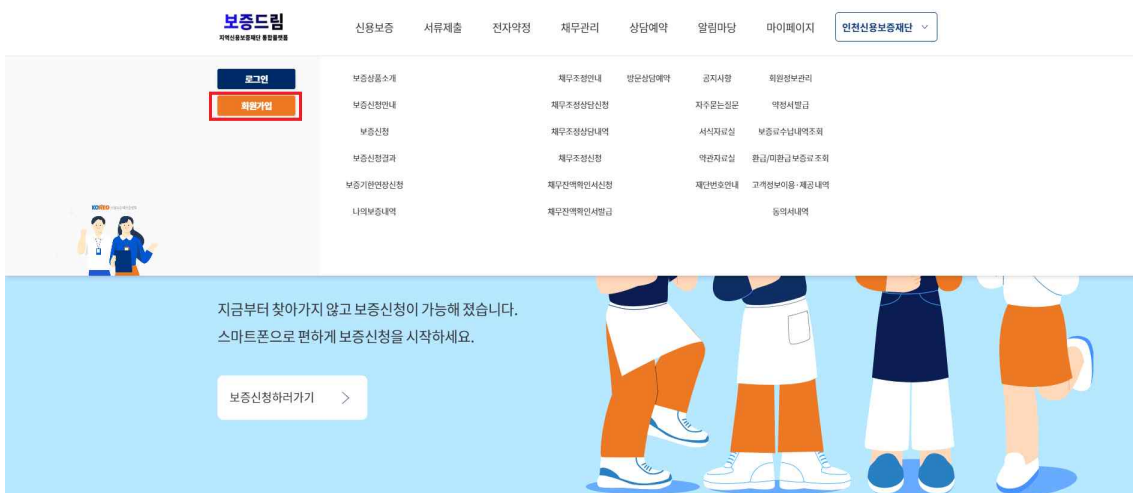 보증드림
지역신용보증재단 통합플랫폼
신용보증 서류제출 전자약정 채무관리 상담예약 알림마당 마이페이지 인천신용보증재단
로그인
회원가입
보증상품소개 채무조정안내 방문상담예약 공지사항 회원정보관리
보증신청안내 채무조정상담신청 자주묻는질문 약정서발급
보증신청 채무조정상담내역 서식자료실 보증료수납내역조회
보증신청결과 채무조정신청 약관자료실 환급/미환급 보증료 조회
보증기한연장신청 채무잔액확인서신청 재단번호안내 고객정보이용·제공내역
나의보증내역 채무잔액확인서발급 동의서내역
KOREG
지금부터 찾아가지 않고 보증신청이 가능해 졌습니다.
스마트폰으로 편하게 보증신청을 시작하세요.
보증신청하러가기